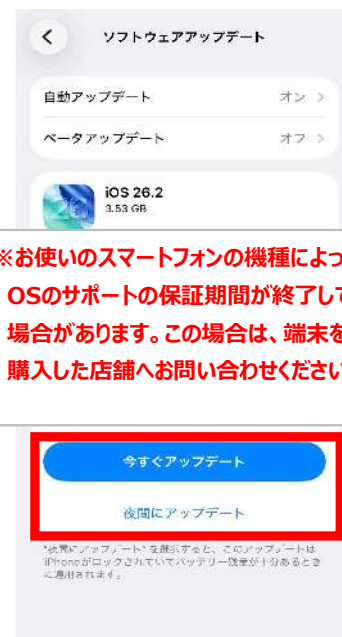 ソフトウェアアップデート
自動アップデート オン
ベータアップデート オフ
iOS 26.2
3.53 GB
※お使いのスマートフォンの機種によっ
OSのサポートの保証期間が終了して
場合があります。この場合は、端末を
購入した店舗へお問い合わせください
今すぐアップデート
夜間にアップデート
"夜間にアップデート"を選択すると、このアップデートは
iPhoneがロックされていてバッテリー残量が十分あるとき
に適用されます。